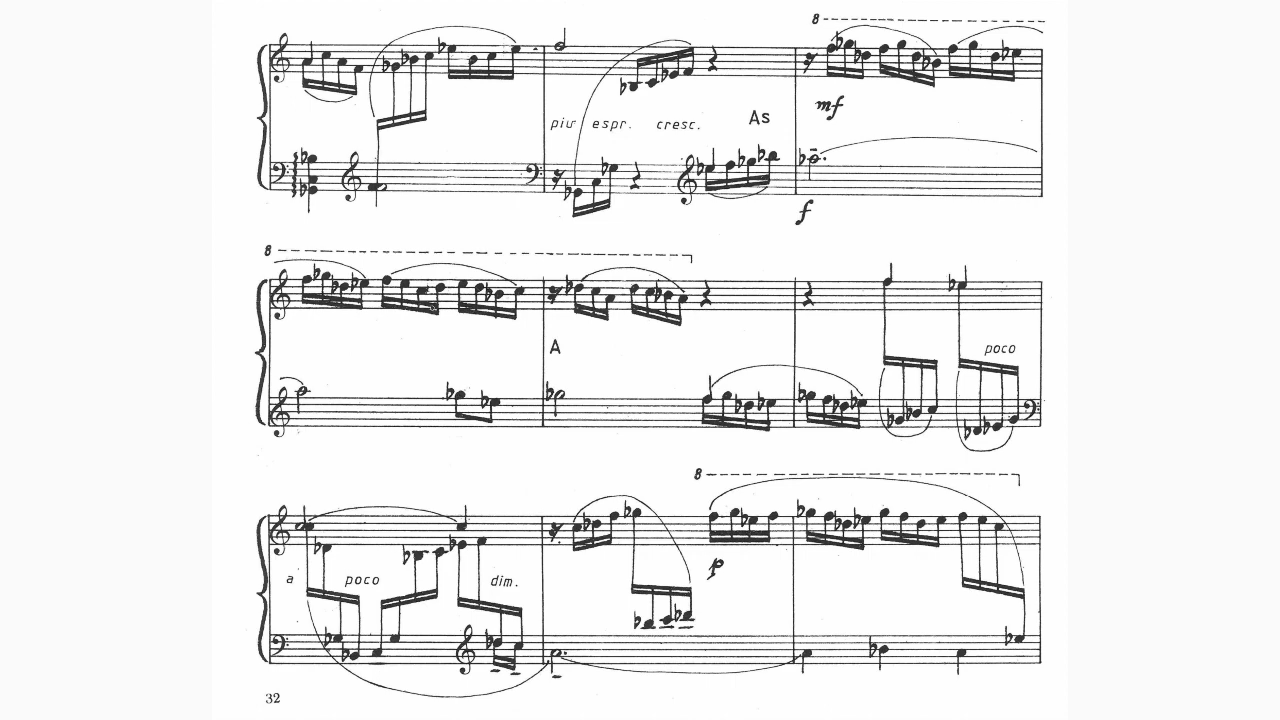 8
più espr. cresc. As
mf
f
8
A
poco
8
a poco dim.
p
32